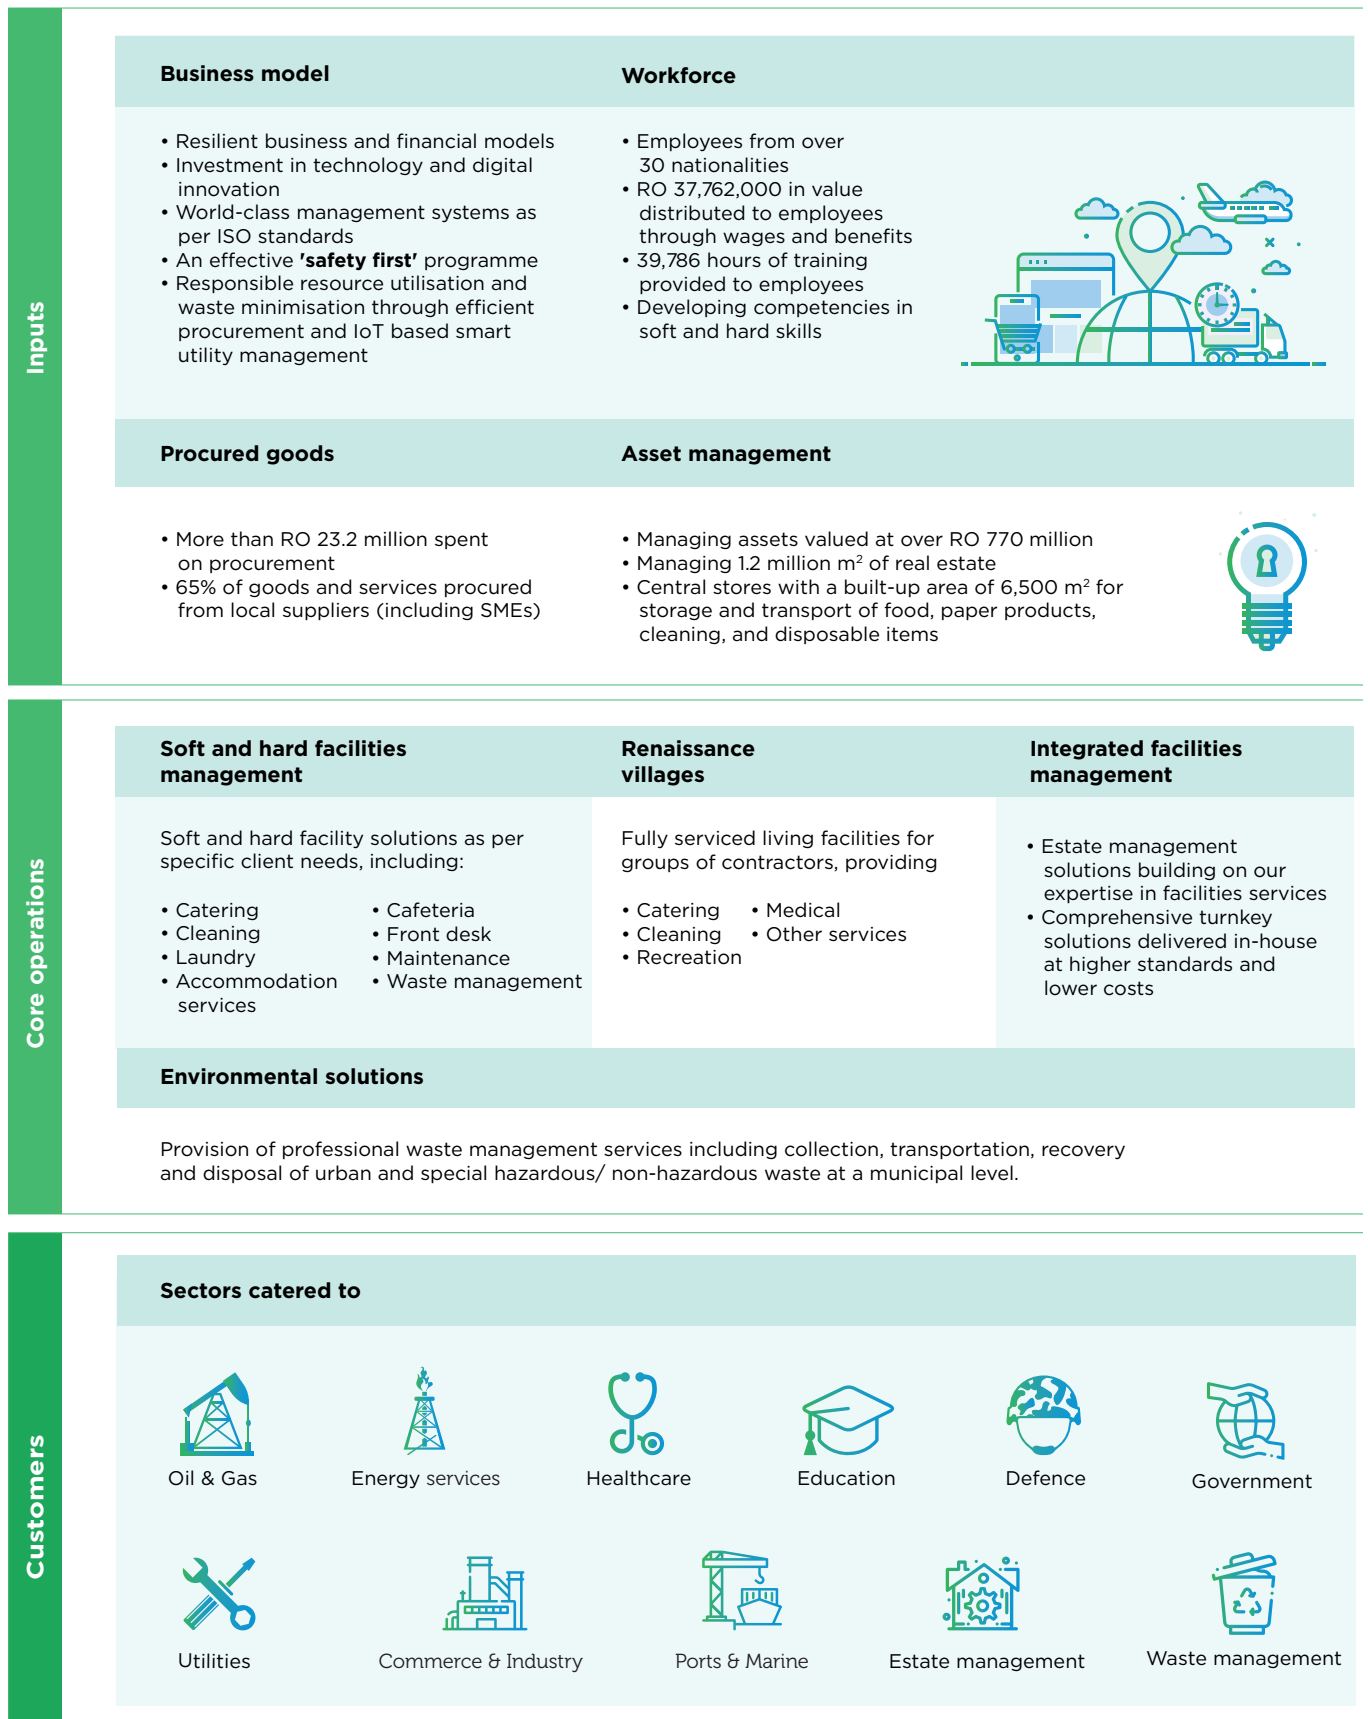 Inputs
Business model
• Resilient business and financial models
• Investment in technology and digital
innovation
• World-class management systems as
per ISO standards
• An effective 'safety first' programme
• Responsible resource utilisation and
waste minimisation through efficient
procurement and IoT based smart
utility management
Workforce
• Employees from over
30 nationalities
• RO 37,762,000 in value
distributed to employees
through wages and benefits
• 39,786 hours of training
provided to employees
• Developing competencies in
soft and hard skills
Procured goods
• More than RO 23.2 million spent
on procurement
• 65% of goods and services procured
from local suppliers (including SMEs)
Asset management
• Managing assets valued at over RO 770 million
• Managing 1.2 million m² of real estate
• Central stores with a built-up area of 6,500 m² for
storage and transport of food, paper products,
cleaning, and disposable items
Core operations
Soft and hard facilities
management
Soft and hard facility solutions as per
specific client needs, including:
• Catering
• Cleaning
• Laundry
• Accommodation
services
• Cafeteria
• Front desk
• Maintenance
• Waste management
Renaissance
villages
Fully serviced living facilities for
groups of contractors, providing
• Catering
• Cleaning
• Recreation
• Medical
• Other services
Integrated facilities
management
• Estate management
solutions building on our
expertise in facilities services
• Comprehensive turnkey
solutions delivered in-house
at higher standards and
lower costs
Environmental solutions
Provision of professional waste management services including collection, transportation, recovery
and disposal of urban and special hazardous/ non-hazardous waste at a municipal level.
Customers
Sectors catered to
Oil & Gas
Energy services
Healthcare
Education
Defence
Government
Utilities
Commerce & Industry
Ports & Marine
Estate management
Waste management